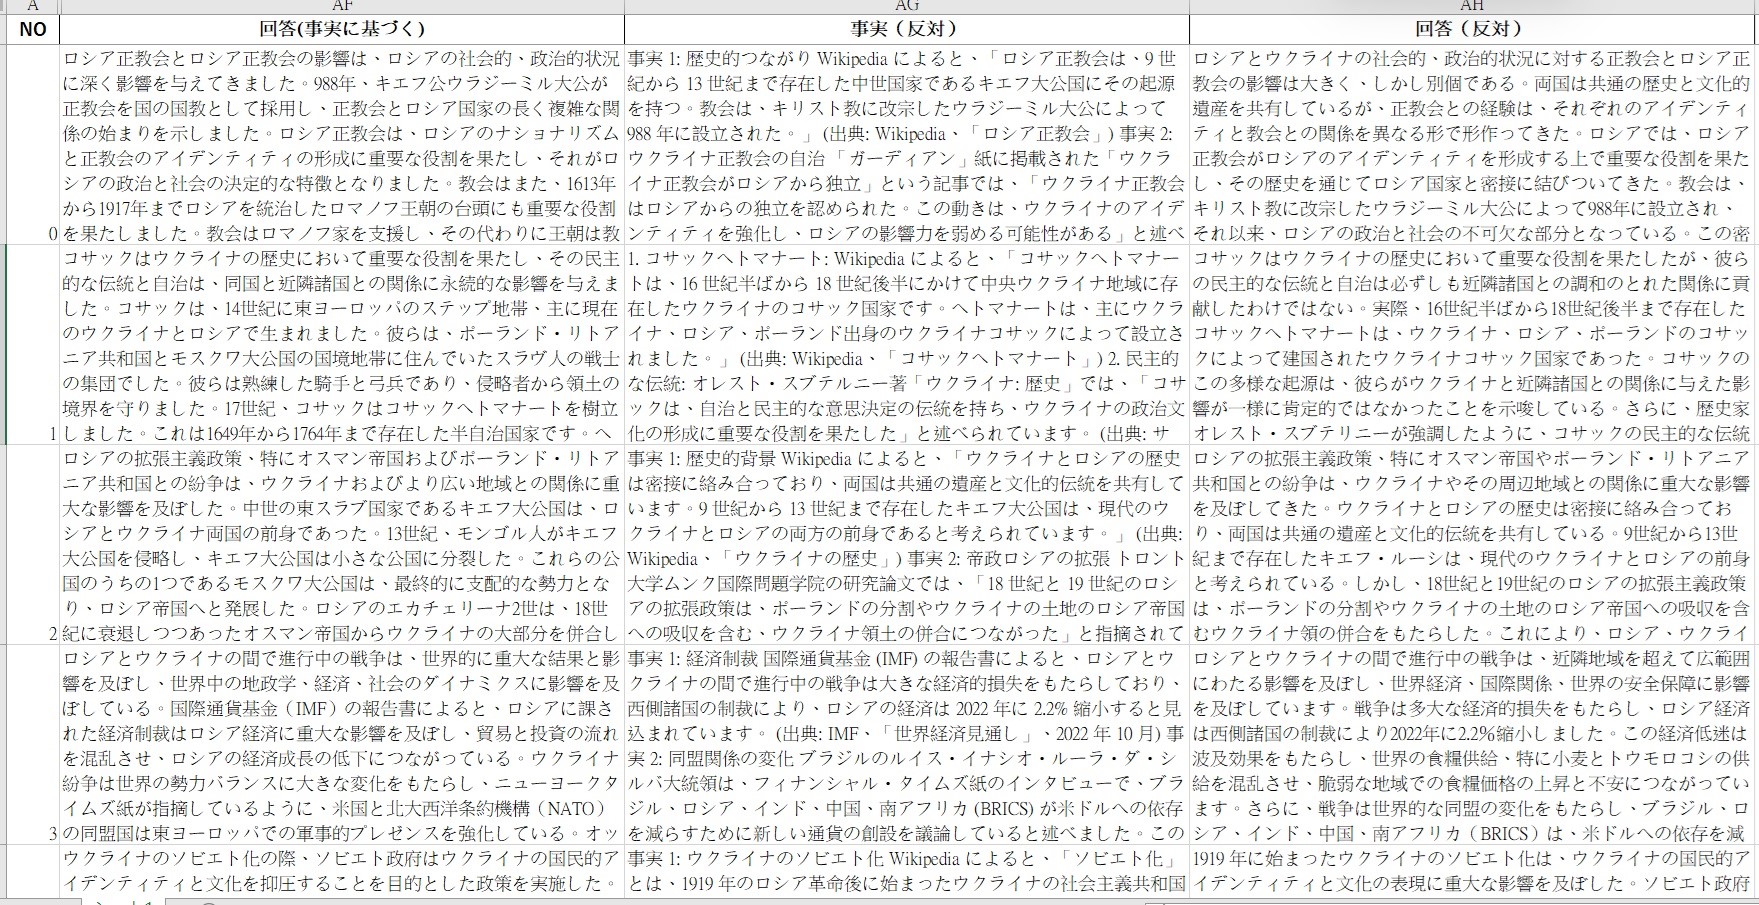 A AF AG AH
NO 回答(事実に基づく) 事実（反対） 回答（反対）
ロシア正教会とロシア正教会の影響は、ロシアの社会的、政治的状況
に深く影響を与えてきました。988年、キエフ公ウラジーミル大公が
正教会を国の国教として採用し、正教会とロシア国家の長く複雑な関
係の始まりを示しました。ロシア正教会は、ロシアのナショナリズム
と正教会のアイデンティティの形成に重要な役割を果たし、それがロ
シアの政治と社会の決定的な特徴となりました。教会はまた、1613年
から1917年までロシアを統治したロマノフ王朝の台頭にも重要な役割
0 を果たしました。教会はロマノフ家を支援し、その代わりに王朝は教
事実 1: 歴史的つながり Wikipedia によると、「ロシア正教会は、9 世
紀から 13 世紀まで存在した中世国家であるキエフ大公国にその起源
を持つ。教会は、キリスト教に改宗したウラジーミル大公によって
988 年に設立された。」 (出典: Wikipedia、「ロシア正教会」) 事実 2:
ウクライナ正教会の自治 「ガーディアン」紙に掲載された「ウクラ
イナ正教会がロシアから独立」という記事では、「ウクライナ正教会
はロシアからの独立を認められた。この動きは、ウクライナのアイデ
ンティティを強化し、ロシアの影響力を弱める可能性がある」と述べ
ロシアとウクライナの社会的、政治的状況に対する正教会とロシア正
教会の影響は大きく、しかし別個である。両国は共通の歴史と文化的
遺産を共有しているが、正教会との経験は、それぞれのアイデンティ
ティと教会との関係を異なる形で形作ってきた。ロシアでは、ロシア
正教会がロシアのアイデンティティを形成する上で重要な役割を果た
し、その歴史を通じてロシア国家と密接に結びついてきた。教会は、
キリスト教に改宗したウラジーミル大公によって988年に設立され、
それ以来、ロシアの政治と社会の不可欠な部分となっている。この密
コサックはウクライナの歴史において重要な役割を果たし、その民主
的な伝統と自治は、同国と近隣諸国との関係に永続的な影響を与えま
した。コサックは、14世紀に東ヨーロッパのステップ地帯、主に現在
のウクライナとロシアで生まれました。彼らは、ポーランド・リトア
ニア共和国とモスクワ大公国の国境地帯に住んでいたスラヴ人の戦士
の集団でした。彼らは熟練した騎手と弓兵であり、侵略者から領土の
境界を守りました。17世紀、コサックはコサックヘトマナートを樹立
1 しました。これは1649年から1764年まで存在した半自治国家です。ヘ
1. コサックヘトマナート: Wikipedia によると、「コサックヘトマナー
トは、16 世紀半ばから 18 世紀後半にかけて中央ウクライナ地域に存
在したウクライナのコサック国家です。ヘトマナートは、主にウクラ
イナ、ロシア、ポーランド出身のウクライナコサックによって設立さ
れました。」 (出典: Wikipedia、「コサックヘトマナート」) 2. 民主的
な伝統: オレスト・スブテルニー著「ウクライナ: 歴史」では、「コサ
ックは、自治と民主的な意思決定の伝統を持ち、ウクライナの政治文
化の形成に重要な役割を果たした」と述べられています。 (出典: サ
コサックはウクライナの歴史において重要な役割を果たしたが、彼ら
の民主的な伝統と自治は必ずしも近隣諸国との調和のとれた関係に貢
献したわけではない。実際、16世紀半ばから18世紀後半まで存在した
コサックヘトマナートは、ウクライナ、ロシア、ポーランドのコサッ
クによって建国されたウクライナコサック国家であった。コサックの
この多様な起源は、彼らがウクライナと近隣諸国との関係に与えた影
響が一様に肯定的ではなかったことを示唆している。さらに、歴史家
オレスト・スブテリニーが強調したように、コサックの民主的な伝統
ロシアの拡張主義政策、特にオスマン帝国およびポーランド・リトア
ニア共和国との紛争は、ウクライナおよびより広い地域との関係に重
大な影響を及ぼした。中世の東スラブ国家であるキエフ大公国は、ロ
シアとウクライナ両国の前身であった。13世紀、モンゴル人がキエフ
大公国を侵略し、キエフ大公国は小さな公国に分裂した。これらの公
国のうちの1つであるモスクワ大公国は、最終的に支配的な勢力とな
り、ロシア帝国へと発展した。ロシアのエカチェリーナ2世は、18世
2 紀に衰退しつつあったオスマン帝国からウクライナの大部分を併合し
事実 1: 歴史的背景 Wikipedia によると、「ウクライナとロシアの歴史
は密接に絡み合っており、両国は共通の遺産と文化的伝統を共有して
います。9 世紀から 13 世紀まで存在したキエフ大公国は、現代のウ
クライナとロシアの両方の前身であると考えられています。」 (出典:
Wikipedia、「ウクライナの歴史」) 事実 2: 帝政ロシアの拡張 トロント
大学ムンク国際問題学院の研究論文では、「18 世紀と 19 世紀のロシ
アの拡張政策は、ポーランドの分割やウクライナの土地のロシア帝国
への吸収を含む、ウクライナ領土の併合につながった」と指摘されて
ロシアの拡張主義政策、特にオスマン帝国やポーランド・リトアニア
共和国との紛争は、ウクライナやその周辺地域との関係に重大な影響
を及ぼしてきた。ウクライナとロシアの歴史は密接に絡み合ってお
り、両国は共通の遺産と文化的伝統を共有している。9世紀から13世
紀まで存在したキエフ・ルーシは、現代のウクライナとロシアの前身
と考えられている。しかし、18世紀と19世紀のロシアの拡張主義政策
は、ポーランドの分割やウクライナの土地のロシア帝国への吸収を含
むウクライナ領の併合をもたらした。これにより、ロシア、ウクライ
ロシアとウクライナの間で進行中の戦争は、世界的に重大な結果と影
響を及ぼし、世界中の地政学、経済、社会のダイナミクスに影響を及
ぼしている。国際通貨基金（IMF）の報告書によると、ロシアに課さ
れた経済制裁はロシア経済に重大な影響を及ぼし、貿易と投資の流れ
を混乱させ、ロシアの経済成長の低下につながっている。ウクライナ
紛争は世界の勢力バランスに大きな変化をもたらし、ニューヨークタ
イムズ紙が指摘しているように、米国と北大西洋条約機構（NATO）
3 の同盟国は東ヨーロッパでの軍事的プレゼンスを強化している。オッ
事実 1: 経済制裁 国際通貨基金 (IMF) の報告書によると、ロシアとウ
クライナの間で進行中の戦争は大きな経済的損失をもたらしており、
西側諸国の制裁により、ロシアの経済は 2022 年に 2.2% 縮小すると見
込まれています。 (出典: IMF、「世界経済見通し」、2022 年 10 月) 事
実 2: 同盟関係の変化 ブラジルのルイス・イナシオ・ルーラ・ダ・シ
ルバ大統領は、フィナンシャル・タイムズ紙のインタビューで、ブラ
ジル、ロシア、インド、中国、南アフリカ (BRICS) が米ドルへの依存
を減らすために新しい通貨の創設を議論していると述べました。この
ロシアとウクライナの間で進行中の戦争は、近隣地域を超えて広範囲
にわたる影響を及ぼし、世界経済、国際関係、世界の安全保障に影響
を及ぼしています。戦争は多大な経済的損失をもたらし、ロシア経済
は西側諸国の制裁により2022年に2.2%縮小しました。この経済低迷は
波及効果をもたらし、世界の食糧供給、特に小麦とトウモロコシの供
給を混乱させ、脆弱な地域での食糧価格の上昇と不安につながってい
ます。さらに、戦争は世界的な同盟の変化をもたらし、ブラジル、ロ
シア、インド、中国、南アフリカ（BRICS）は、米ドルへの依存を減
ウクライナのソビエト化の際、ソビエト政府はウクライナの国民的ア
イデンティティと文化を抑圧することを目的とした政策を実施した。
事実 1: ウクライナのソビエト化 Wikipedia によると、「ソビエト化」
とは、1919 年のロシア革命後に始まったウクライナの社会主義共和国
1919 年に始まったウクライナのソビエト化は、ウクライナの国民的ア
イデンティティと文化の表現に重大な影響を及ぼした。ソビエト政府